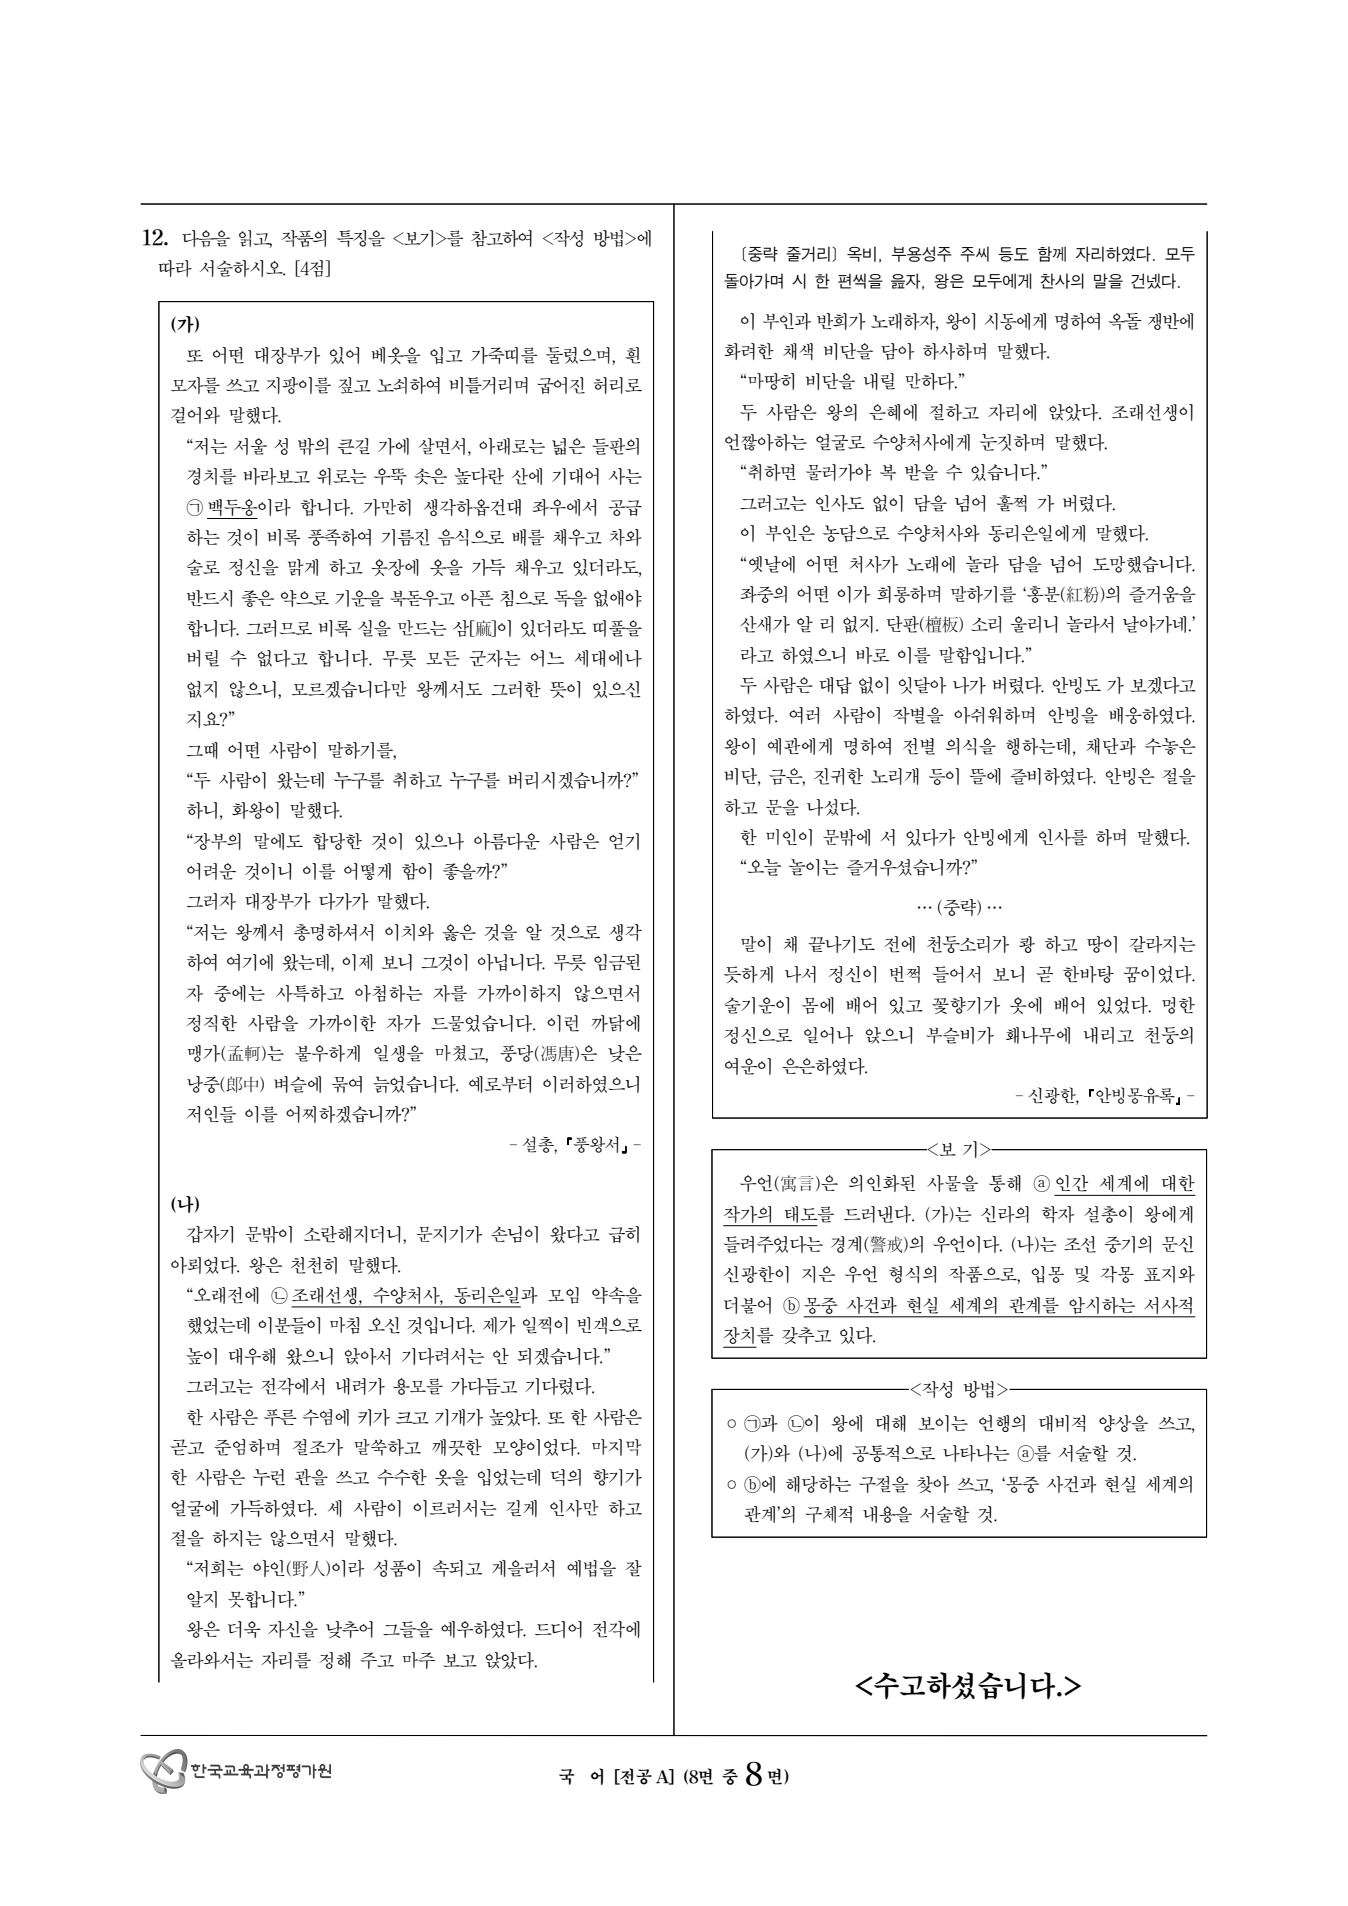 12. 다음을 읽고, 작품의 특징을 <보기>를 참고하여 <작성 방법>에
따라 서술하시오. [4점]
(가)
또 어떤 대장부가 있어 베옷을 입고 가죽띠를 둘렀으며, 흰
모자를 쓰고 지팡이를 짚고 노쇠하여 비틀거리며 굽어진 허리로
걸어와 말했다.
“저는 서울 성 밖의 큰길 가에 살면서, 아래로는 넓은 들판의
경치를 바라보고 위로는 우뚝 솟은 높다란 산에 기대어 사는
㉠백두옹이라 합니다. 가만히 생각하옵건대 좌우에서 공급
하는 것이 비록 풍족하여 기름진 음식으로 배를 채우고 차와
술로 정신을 맑게 하고 옷장에 옷을 가득 채우고 있더라도,
반드시 좋은 약으로 기운을 북돋우고 아픈 침으로 독을 없애야
합니다. 그러므로 비록 실을 만드는 삼[麻]이 있더라도 띠풀을
버릴 수 없다고 합니다. 무릇 모든 군자는 어느 세대에나
없지 않으니, 모르겠습니다만 왕께서도 그러한 뜻이 있으신
지요?”
그때 어떤 사람이 말하기를,
“두 사람이 왔는데 누구를 취하고 누구를 버리시겠습니까?”
하니, 화왕이 말했다.
“장부의 말에도 합당한 것이 있으나 아름다운 사람은 얻기
어려운 것이니 이를 어떻게 함이 좋을까?”
그러자 대장부가 다가가 말했다.
“저는 왕께서 총명하셔서 이치와 옳은 것을 알 것으로 생각
하여 여기에 왔는데, 이제 보니 그것이 아닙니다. 무릇 임금된
자 중에는 사특하고 아첨하는 자를 가까이하지 않으면서
정직한 사람을 가까이한 자가 드물었습니다. 이런 까닭에
맹가(孟軻)는 불우하게 일생을 마쳤고, 풍당(馮唐)은 낮은
낭중(郎中) 벼슬에 묶여 늙었습니다. 예로부터 이러하였으니
저인들 이를 어찌하겠습니까?”
- 설총, 『풍왕서』 -
(나)
갑자기 문밖이 소란해지더니, 문지기가 손님이 왔다고 급히
아뢰었다. 왕은 천천히 말했다.
“오래전에 ㉡조래선생, 수양처사, 동리은일과 모임 약속을
했었는데 이분들이 마침 오신 것입니다. 제가 일찍이 빈객으로
높이 대우해 왔으니 앉아서 기다려서는 안 되겠습니다.”
그러고는 전각에서 내려가 용모를 가다듬고 기다렸다.
한 사람은 푸른 수염에 키가 크고 기개가 높았다. 또 한 사람은
곧고 준엄하며 절조가 말쑥하고 깨끗한 모양이었다. 마지막
한 사람은 누런 관을 쓰고 수수한 옷을 입었는데 덕의 향기가
얼굴에 가득하였다. 세 사람이 이르러서는 길게 인사만 하고
절을 하지는 않으면서 말했다.
“저희는 야인(野人)이라 성품이 속되고 게을러서 예법을 잘
알지 못합니다.”
왕은 더욱 자신을 낮추어 그들을 예우하였다. 드디어 전각에
올라와서는 자리를 정해 주고 마주 보고 앉았다.
〔중략 줄거리〕 옥비, 부용성주 주씨 등도 함께 자리하였다. 모두
돌아가며 시 한 편씩을 읊자, 왕은 모두에게 찬사의 말을 건넸다.
이 부인과 반희가 노래하자, 왕이 시동에게 명하여 옥돌 쟁반에
화려한 채색 비단을 담아 하사하며 말했다.
“마땅히 비단을 내릴 만하다.”
두 사람은 왕의 은혜에 절하고 자리에 앉았다. 조래선생이
언짢아하는 얼굴로 수양처사에게 눈짓하며 말했다.
“취하면 물러가야 복 받을 수 있습니다.”
그러고는 인사도 없이 담을 넘어 훌쩍 가 버렸다.
이 부인은 농담으로 수양처사와 동리은일에게 말했다.
“옛날에 어떤 처사가 노래에 놀라 담을 넘어 도망했습니다.
좌중의 어떤 이가 희롱하며 말하기를 ‘홍분(紅粉)의 즐거움을
산새가 알 리 없지. 단판(檀板) 소리 울리니 놀라서 날아가네.’
라고 하였으니 바로 이를 말함입니다.”
두 사람은 대답 없이 잇달아 나가 버렸다. 안빙도 가 보겠다고
하였다. 여러 사람이 작별을 아쉬워하며 안빙을 배웅하였다.
왕이 예관에게 명하여 전별 의식을 행하는데, 채단과 수놓은
비단, 금은, 진귀한 노리개 등이 뜰에 즐비하였다. 안빙은 절을
하고 문을 나섰다.
한 미인이 문밖에 서 있다가 안빙에게 인사를 하며 말했다.
“오늘 놀이는 즐거우셨습니까?”
… (중략) …
말이 채 끝나기도 전에 천둥소리가 쾅 하고 땅이 갈라지는
듯하게 나서 정신이 번쩍 들어서 보니 곧 한바탕 꿈이었다.
술기운이 몸에 배어 있고 꽃향기가 옷에 배어 있었다. 멍한
정신으로 일어나 앉으니 부슬비가 홰나무에 내리고 천둥의
여운이 은은하였다.
- 신광한, 『안빙몽유록』 -
<보 기>
우언(寓言)은 의인화된 사물을 통해 ⓐ인간 세계에 대한
작가의 태도를 드러낸다. (가)는 신라의 학자 설총이 왕에게
들려주었다는 경계(警戒)의 우언이다. (나)는 조선 중기의 문신
신광한이 지은 우언 형식의 작품으로, 입몽 및 각몽 표지와
더불어 ⓑ몽중 사건과 현실 세계의 관계를 암시하는 서사적
장치를 갖추고 있다.
<작성 방법>
○ ㉠과 ㉡이 왕에 대해 보이는 언행의 대비적 양상을 쓰고,
(가)와 (나)에 공통적으로 나타나는 ⓐ를 서술할 것.
○ ⓑ에 해당하는 구절을 찾아 쓰고, ‘몽중 사건과 현실 세계의
관계’의 구체적 내용을 서술할 것.
<수고하셨습니다.>
한국교육과정평가원
국 어 [전공 A] (8면 중 8면)